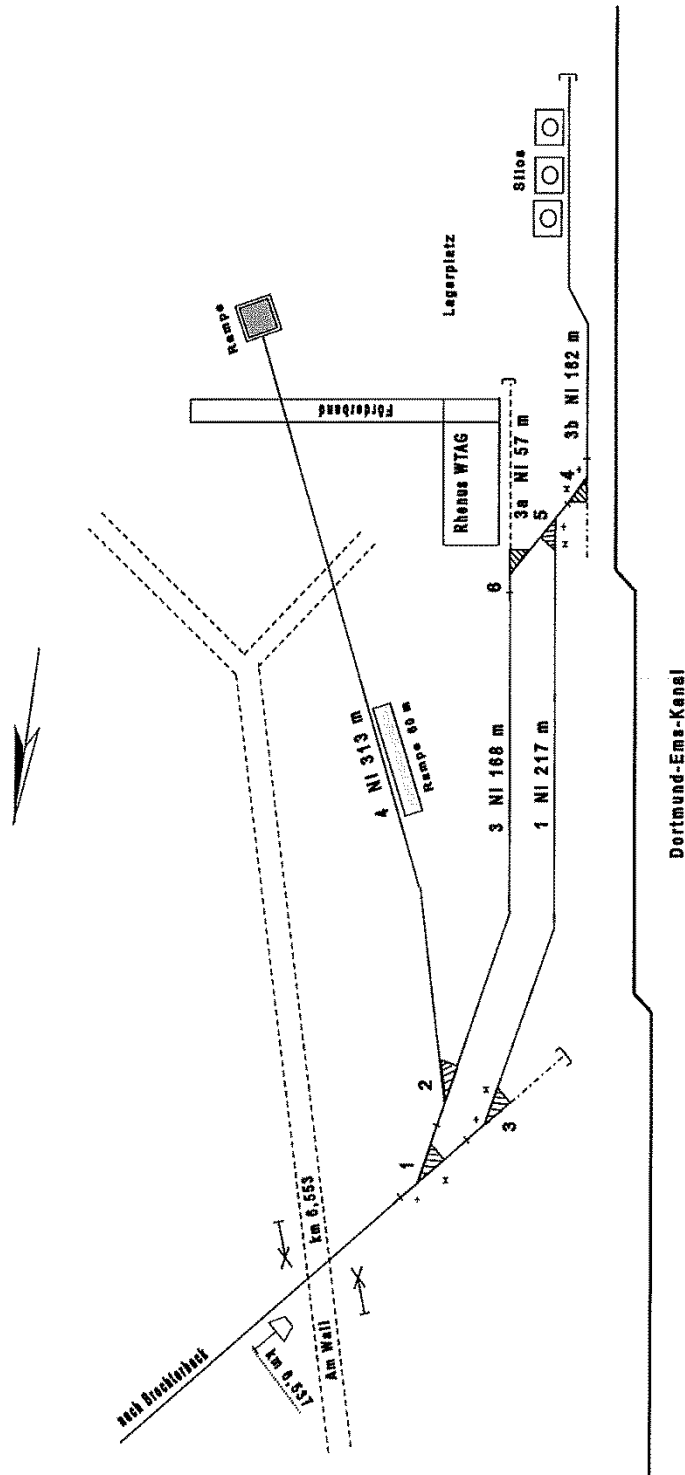 nach Brochterbeck
km 6,537
Am Wall
km 6,553
1
2
3
4 Nl 313 m
Rampe 60 m
Rampe
3 Nl 168 m
1 Nl 217 m
6
5
4
3a Nl 57 m
3b Nl 162 m
Rhenus WTAG
Förderband
Lagerplatz
Silos
Dortmund-Ems-Kanal